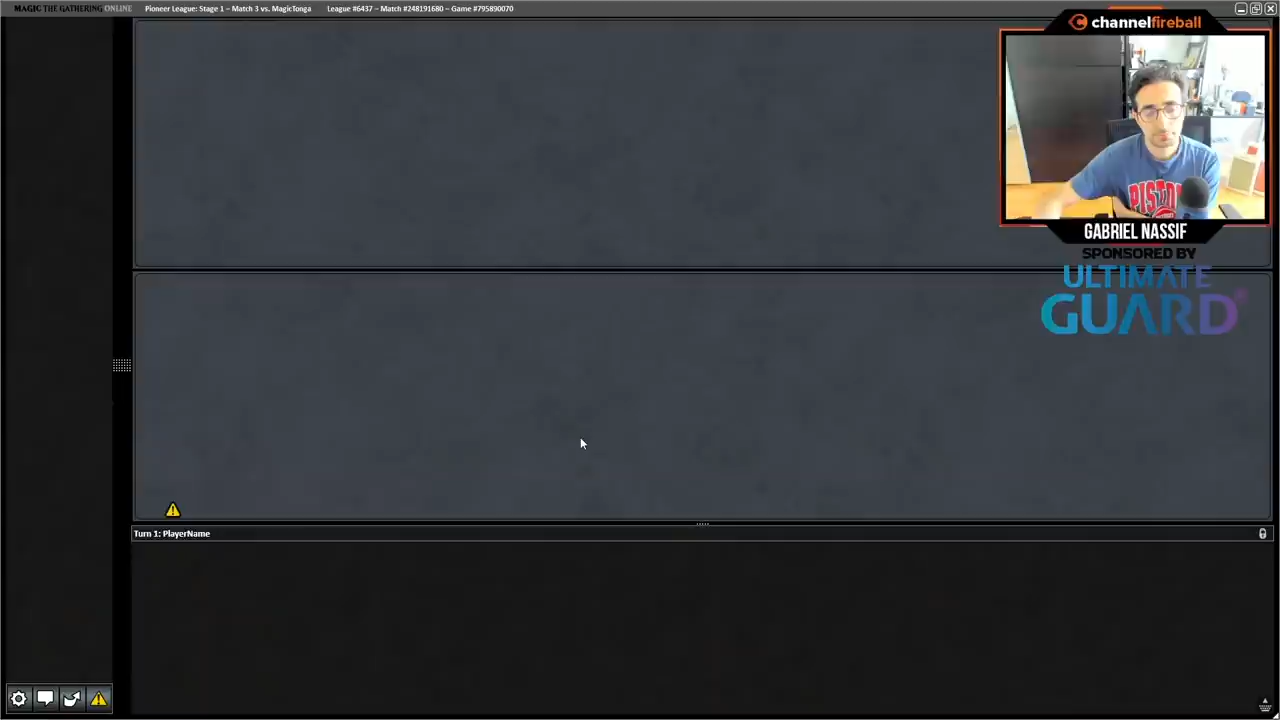 MAGIC THE GATHERING ONLINE Pioneer League: Stage 1 – Match 3 vs. MagicTonga League #6437 – Match #248191680 – Game #795890070
channelfireball
PISTONS
GABRIEL NASSIF
SPONSORED BY
ULTIMATE
GUARD®
Turn 1: PlayerName